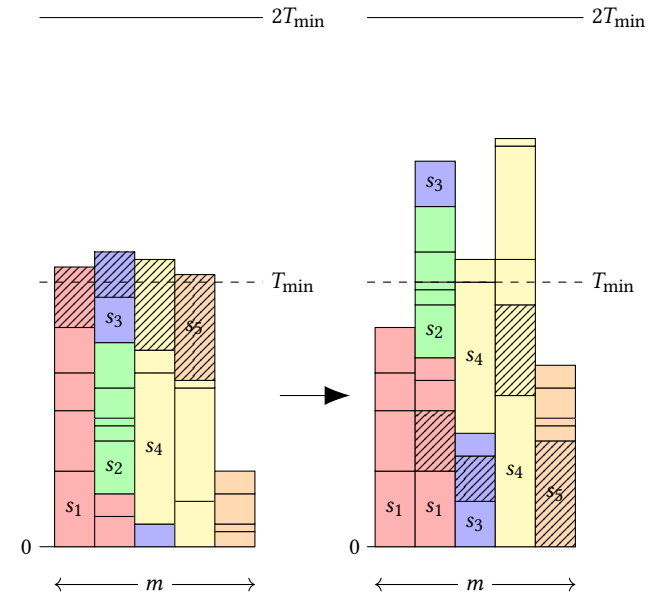 2T_min 2T_min
s_3
T_min T_min
s_3 s_5 s_2
s_4
s_4 s_2
s_4 s_5
s_1 s_1 s_1 s_3
0 0
m m